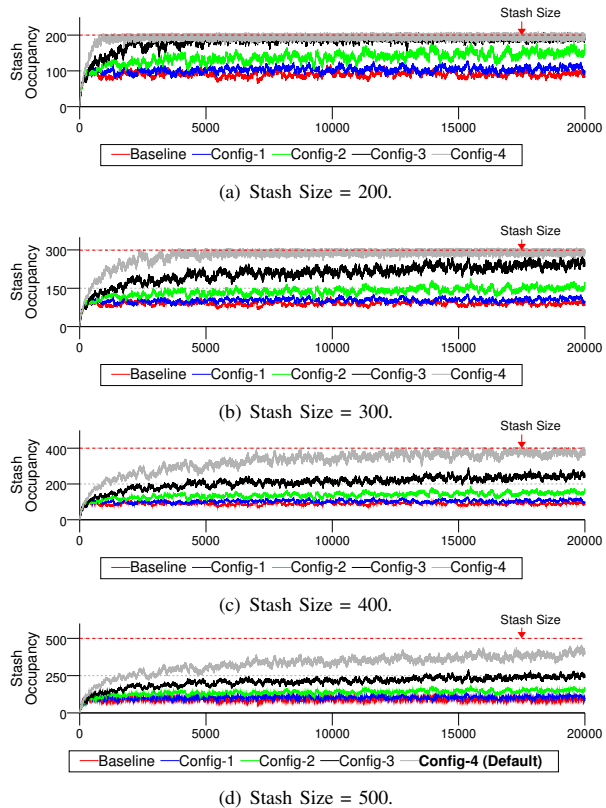 Stash Size
Stash
Occupancy
200
100
0
0 5000 10000 15000 20000
Baseline Config-1 Config-2 Config-3 Config-4
(a) Stash Size = 200.
Stash Size
Stash
Occupancy
300
150
0
0 5000 10000 15000 20000
Baseline Config-1 Config-2 Config-3 Config-4
(b) Stash Size = 300.
Stash Size
Stash
Occupancy
400
200
0
0 5000 10000 15000 20000
Baseline Config-1 Config-2 Config-3 Config-4
(c) Stash Size = 400.
Stash Size
Stash
Occupancy
500
250
0
0 5000 10000 15000 20000
Baseline Config-1 Config-2 Config-3 Config-4 (Default)
(d) Stash Size = 500.